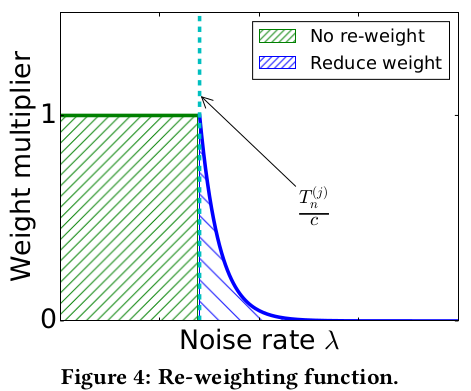 No re-weight
Reduce weight
Weight multiplier
1
T_n^{(j)}
c
0
Noise rate λ
Figure 4: Re-weighting function.